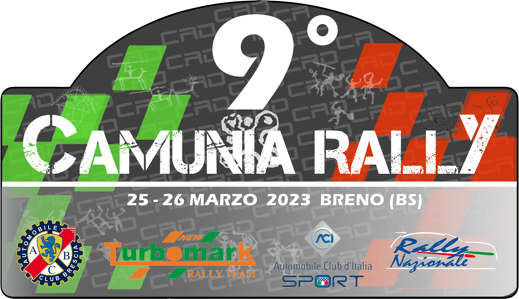 9°
CAMUNIA RALLY
25 - 26 MARZO 2023 BRENO (BS)
AUTOMOBILE
A B C
CLUB BRESCIA
NEW
Turbomark
RALLY TEAM
ACI
Automobile Club d'Italia
SPORT
Rally
Nazionale